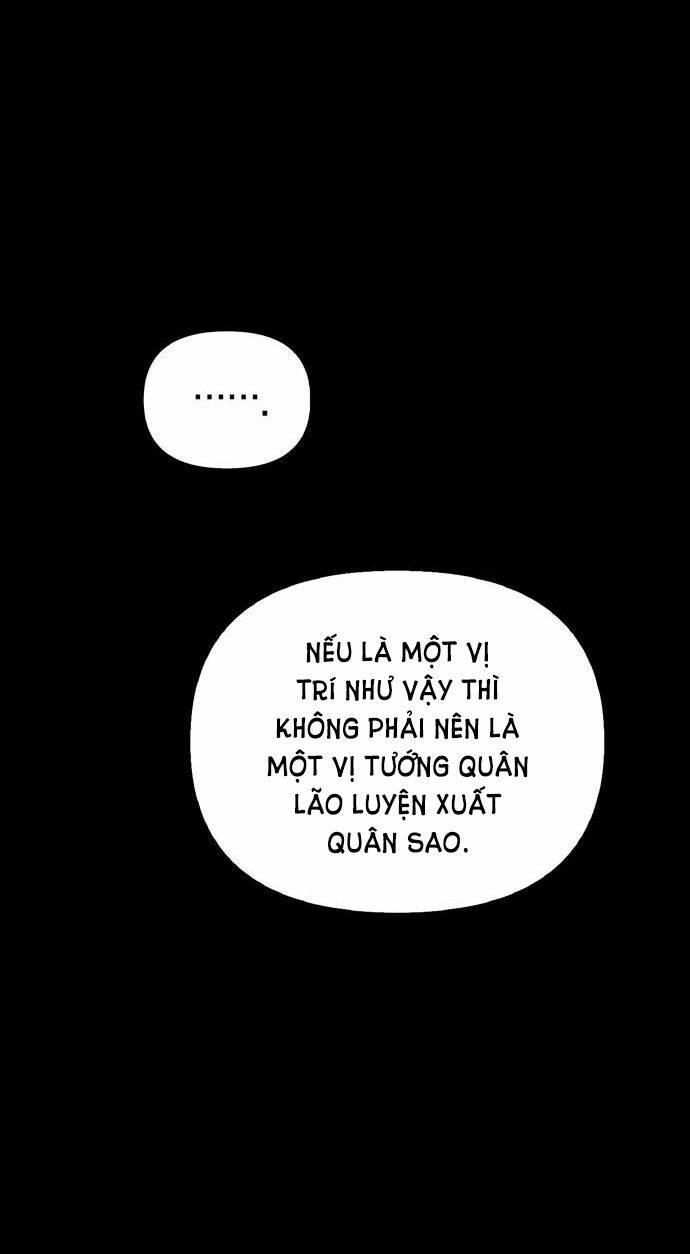 .......
NẾU LÀ MỘT VỊ
TRÍ NHƯ VẬY THÌ
KHÔNG PHẢI NÊN LÀ
MỘT VỊ TƯỚNG QUÂN
LÃO LUYỆN XUẤT
QUÂN SAO.